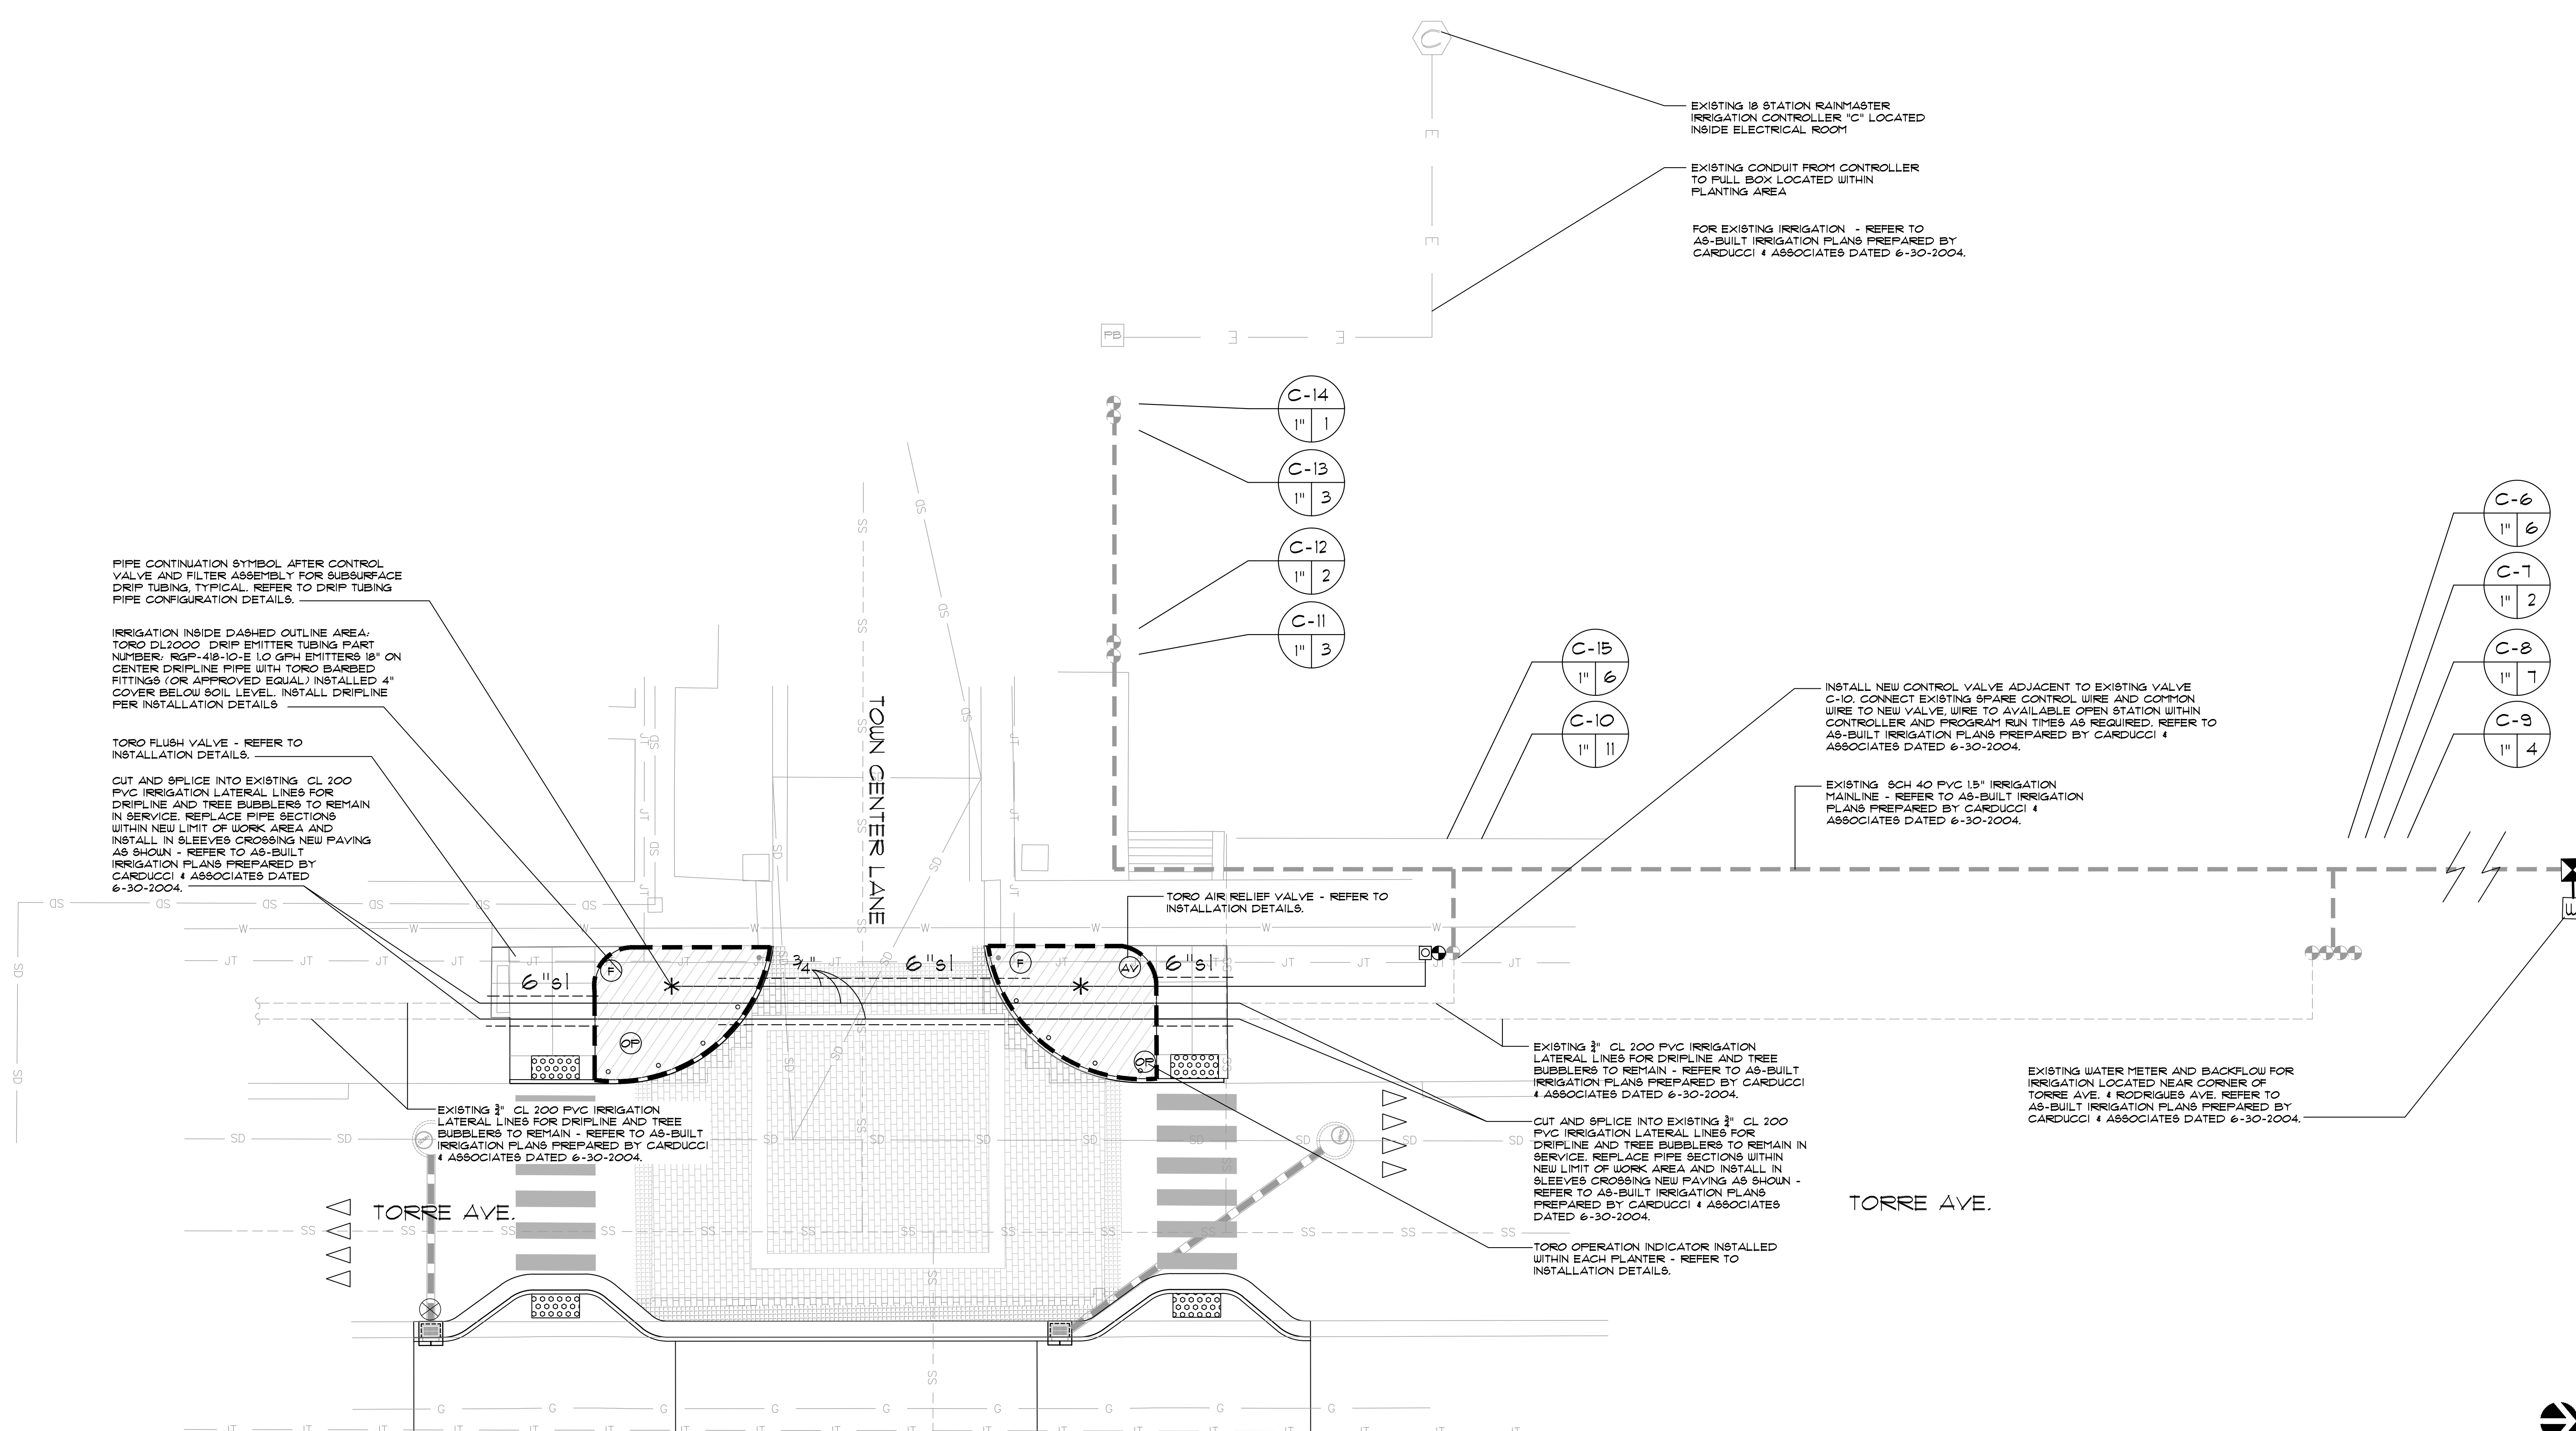 C
EXISTING 18 STATION RAINMASTER
IRRIGATION CONTROLLER "C" LOCATED
INSIDE ELECTRICAL ROOM
EXISTING CONDUIT FROM CONTROLLER
TO PULL BOX LOCATED WITHIN
PLANTING AREA
FOR EXISTING IRRIGATION - REFER TO
AS-BUILT IRRIGATION PLANS PREPARED BY
CARDUCCI & ASSOCIATES DATED 6-30-2004.
PB
C-14
1" 1
C-13
1" 3
C-12
1" 2
C-11
1" 3
C-15
1" 6
C-10
1" 11
C-6
1" 6
C-7
1" 2
C-8
1" 7
C-9
1" 4
PIPE CONTINUATION SYMBOL AFTER CONTROL
VALVE AND FILTER ASSEMBLY FOR SUBSURFACE
DRIP TUBING, TYPICAL. REFER TO DRIP TUBING
PIPE CONFIGURATION DETAILS.
IRRIGATION INSIDE DASHED OUTLINE AREA:
TORO DL2000 DRIP EMITTER TUBING PART
NUMBER: RGP-418-10-E 1.0 GPH EMITTERS 18" ON
CENTER DRIPLINE PIPE WITH TORO BARBED
FITTINGS (OR APPROVED EQUAL) INSTALLED 4"
COVER BELOW SOIL LEVEL. INSTALL DRIPLINE
PER INSTALLATION DETAILS
TORO FLUSH VALVE - REFER TO
INSTALLATION DETAILS.
CUT AND SPLICE INTO EXISTING CL 200
PVC IRRIGATION LATERAL LINES FOR
DRIPLINE AND TREE BUBBLERS TO REMAIN
IN SERVICE. REPLACE PIPE SECTIONS
WITHIN NEW LIMIT OF WORK AREA AND
INSTALL IN SLEEVES CROSSING NEW PAVING
AS SHOWN - REFER TO AS-BUILT
IRRIGATION PLANS PREPARED BY
CARDUCCI & ASSOCIATES DATED
6-30-2004.
TOWN CENTER LANE
INSTALL NEW CONTROL VALVE ADJACENT TO EXISTING VALVE
C-10. CONNECT EXISTING SPARE CONTROL WIRE AND COMMON
WIRE TO NEW VALVE, WIRE TO AVAILABLE OPEN STATION WITHIN
CONTROLLER AND PROGRAM RUN TIMES AS REQUIRED. REFER TO
AS-BUILT IRRIGATION PLANS PREPARED BY CARDUCCI &
ASSOCIATES DATED 6-30-2004.
EXISTING SCH 40 PVC 1.5" IRRIGATION
MAINLINE - REFER TO AS-BUILT IRRIGATION
PLANS PREPARED BY CARDUCCI &
ASSOCIATES DATED 6-30-2004.
TORO AIR RELIEF VALVE - REFER TO
INSTALLATION DETAILS.
6"sl
F
OP
3/4"
6"sl
F
AV
OP
6"sl
EXISTING 3/4" CL 200 PVC IRRIGATION
LATERAL LINES FOR DRIPLINE AND TREE
BUBBLERS TO REMAIN - REFER TO AS-BUILT
IRRIGATION PLANS PREPARED BY CARDUCCI
& ASSOCIATES DATED 6-30-2004.
EXISTING 3/4" CL 200 PVC IRRIGATION
LATERAL LINES FOR DRIPLINE AND TREE
BUBBLERS TO REMAIN - REFER TO AS-BUILT
IRRIGATION PLANS PREPARED BY CARDUCCI
& ASSOCIATES DATED 6-30-2004.
CUT AND SPLICE INTO EXISTING 3/4" CL 200
PVC IRRIGATION LATERAL LINES FOR
DRIPLINE AND TREE BUBBLERS TO REMAIN IN
SERVICE. REPLACE PIPE SECTIONS WITHIN
NEW LIMIT OF WORK AREA AND INSTALL IN
SLEEVES CROSSING NEW PAVING AS SHOWN -
REFER TO AS-BUILT IRRIGATION PLANS
PREPARED BY CARDUCCI & ASSOCIATES
DATED 6-30-2004.
TORO OPERATION INDICATOR INSTALLED
WITHIN EACH PLANTER - REFER TO
INSTALLATION DETAILS.
EXISTING WATER METER AND BACKFLOW FOR
IRRIGATION LOCATED NEAR CORNER OF
TORRE AVE. & RODRIGUES AVE. REFER TO
AS-BUILT IRRIGATION PLANS PREPARED BY
CARDUCCI & ASSOCIATES DATED 6-30-2004.
TORRE AVE.
TORRE AVE.